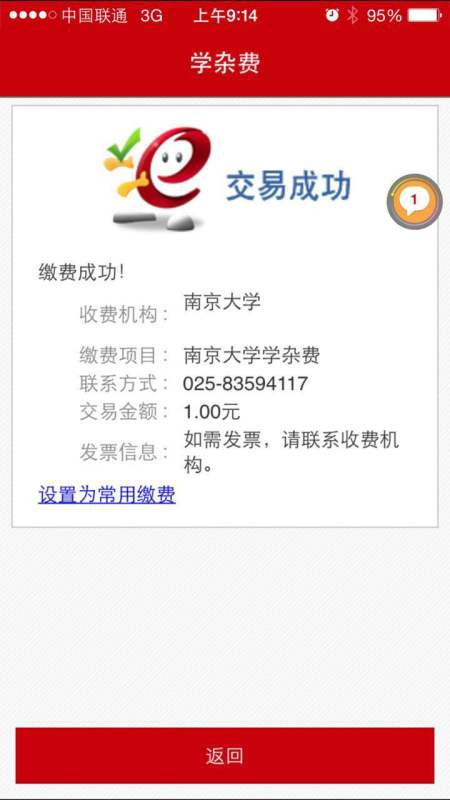 中国联通 3G 上午9:14 95%
学杂费
交易成功
1
缴费成功!
收费机构： 南京大学
缴费项目： 南京大学学杂费
联系方式： 025-83594117
交易金额： 1.00元
发票信息： 如需发票，请联系收费机
构。
设置为常用缴费
返回